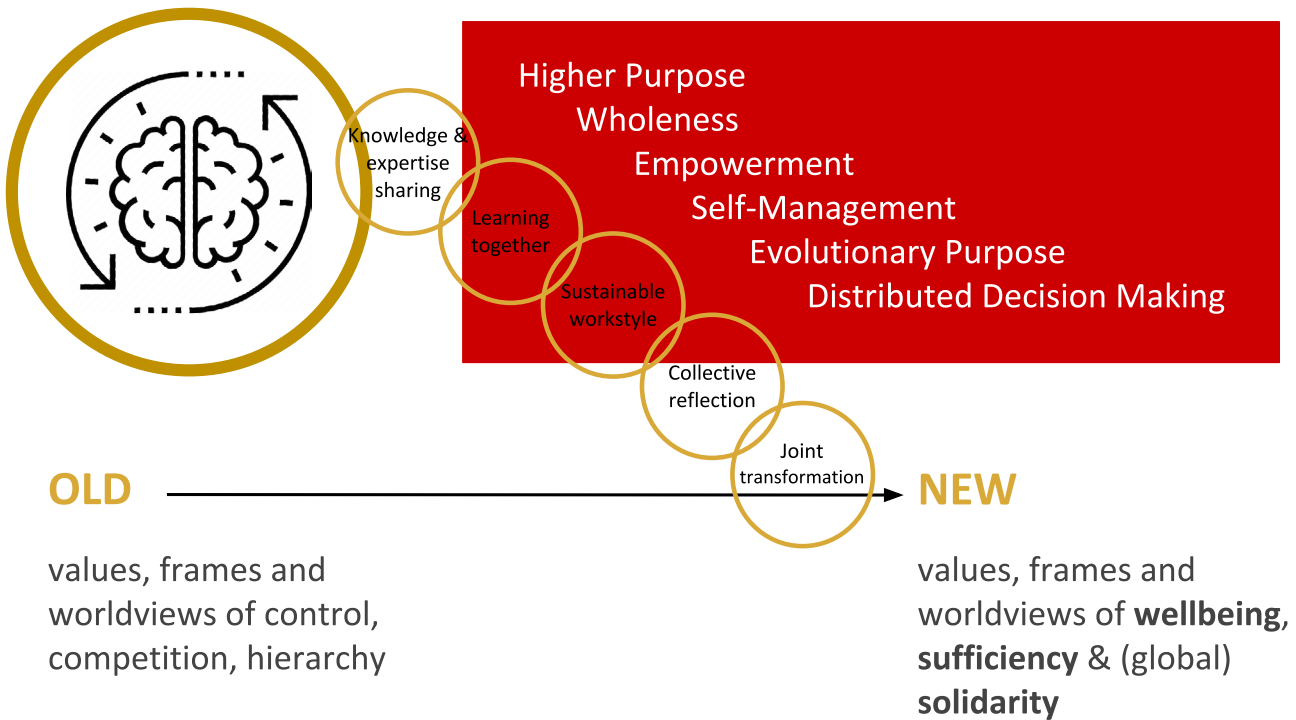 Higher Purpose
Wholeness
Empowerment
Self-Management
Evolutionary Purpose
Distributed Decision Making
Knowledge &
expertise
sharing
Learning
together
Sustainable
workstyle
Collective
reflection
Joint
transformation
OLD
values, frames and
worldviews of control,
competition, hierarchy
NEW
values, frames and
worldviews of wellbeing,
sufficiency & (global)
solidarity